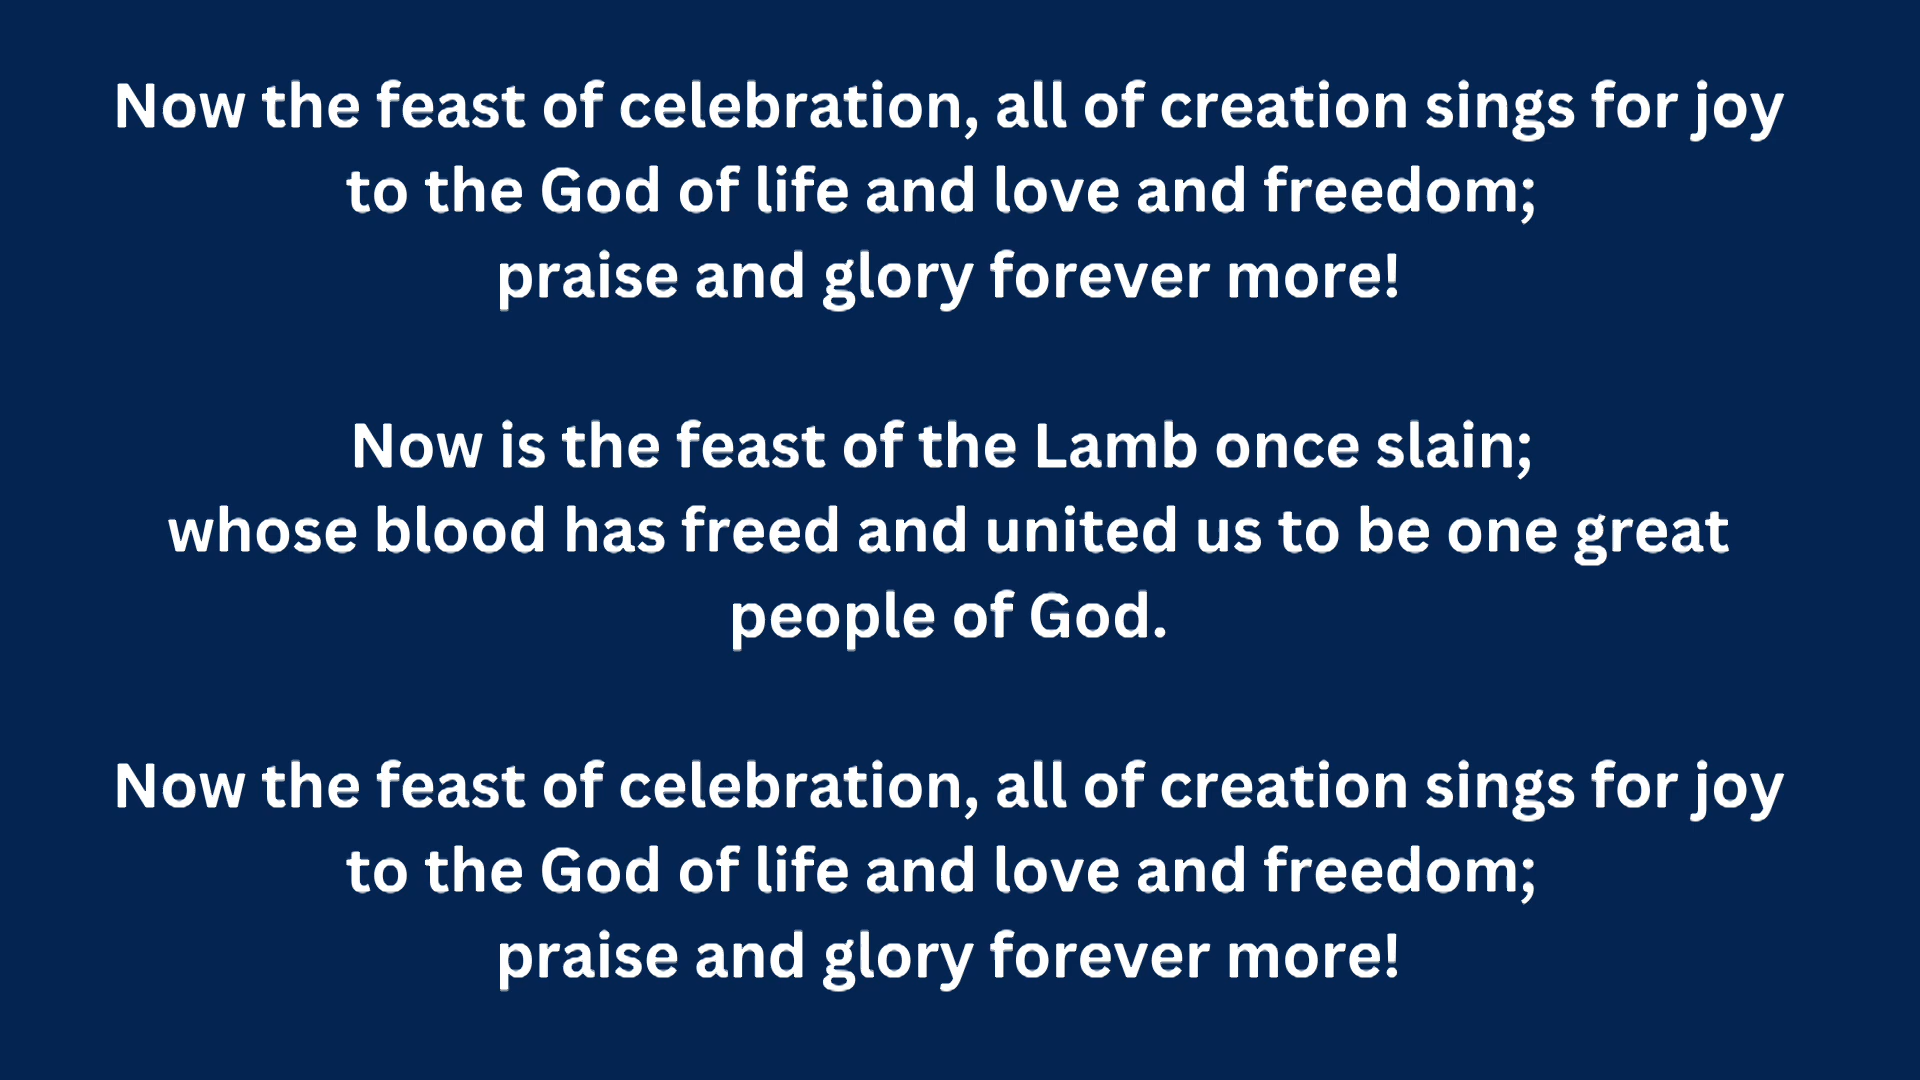 Now the feast of celebration, all of creation sings for joy
to the God of life and love and freedom;
praise and glory forever more!
Now is the feast of the Lamb once slain;
whose blood has freed and united us to be one great
people of God.
Now the feast of celebration, all of creation sings for joy
to the God of life and love and freedom;
praise and glory forever more!